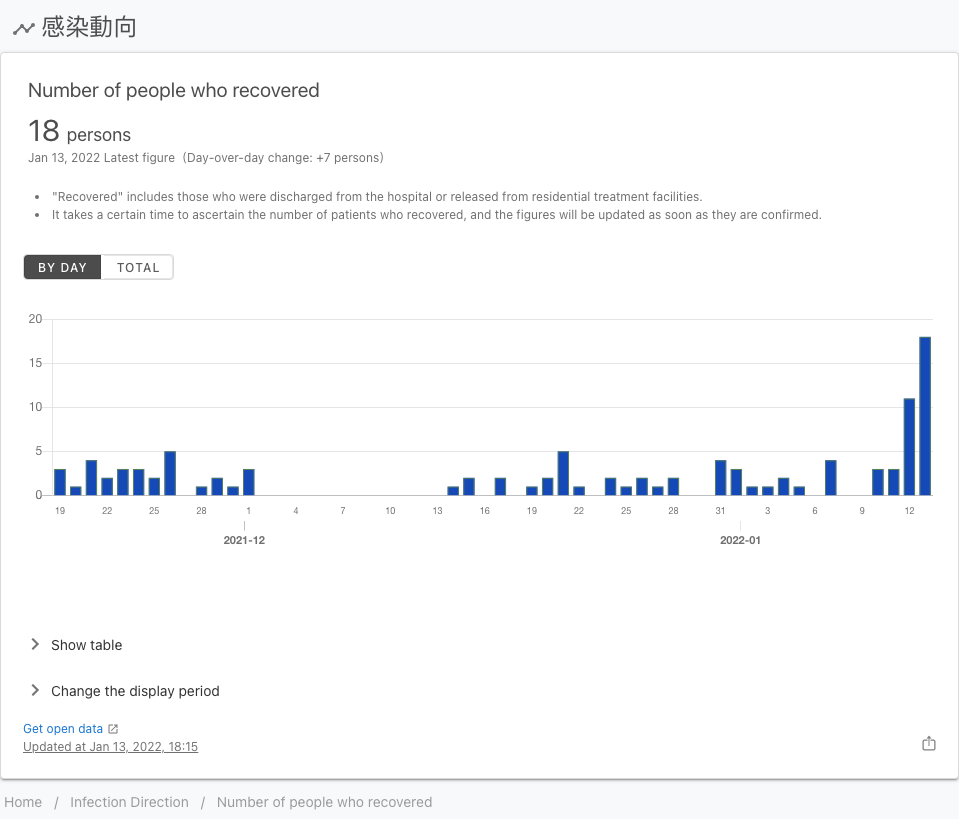 感染動向
Number of people who recovered
18 persons
Jan 13, 2022 Latest figure (Day-over-day change: +7 persons)
"Recovered" includes those who were discharged from the hospital or released from residential treatment facilities.
It takes a certain time to ascertain the number of patients who recovered, and the figures will be updated as soon as they are confirmed.
BY DAY TOTAL
20
15
10
5
0
19 22 25 28 1 4 7 10 13 16 19 22 25 28 31 3 6 9 12
2021-12 2022-01
Show table
Change the display period
Get open data
Updated at Jan 13, 2022, 18:15
Home / Infection Direction / Number of people who recovered